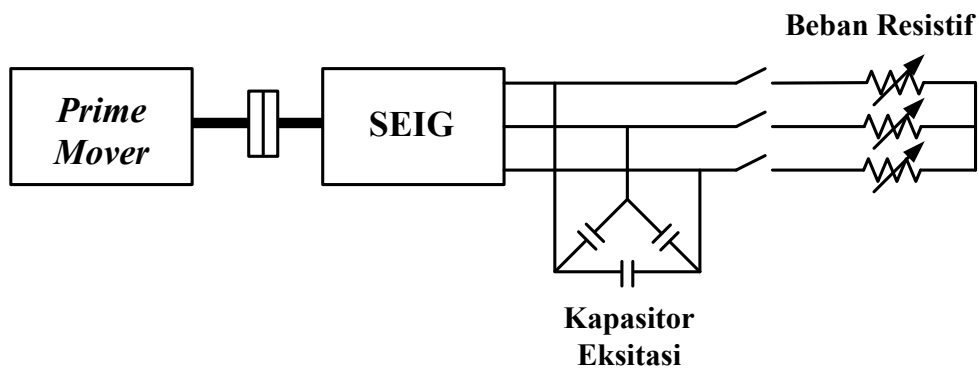 Beban Resistif
Prime
Mover
SEIG
Kapasitor
Eksitasi